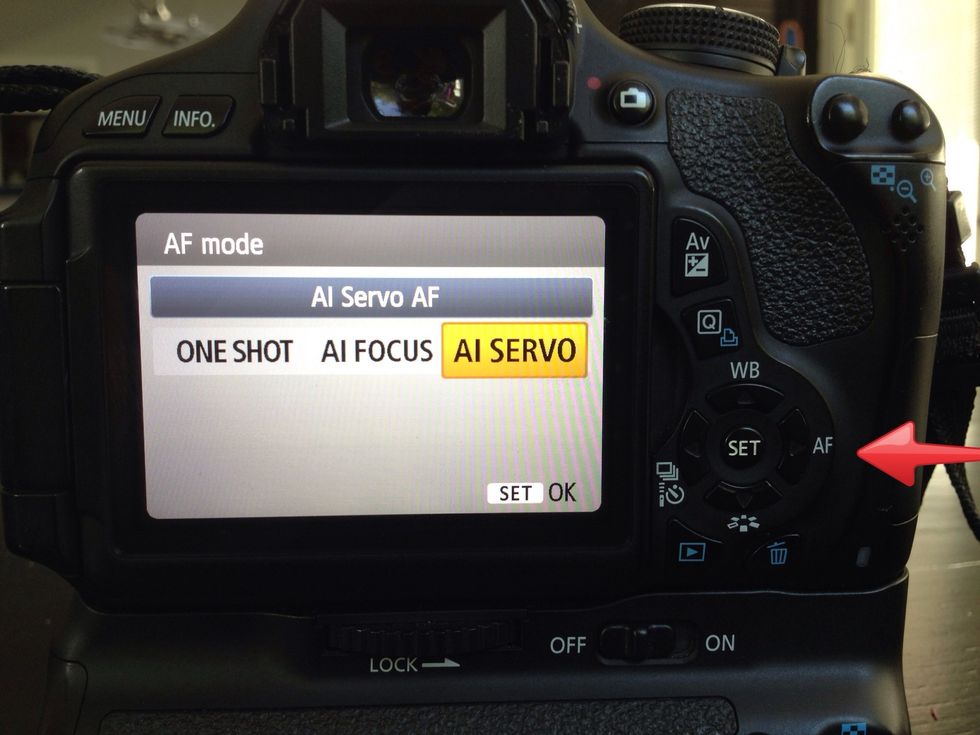 MENU INFO.
AF mode
AI Servo AF
ONE SHOT AI FOCUS AI SERVO
SET OK
Av
Q
WB
SET AF
OFF ON
LOCK